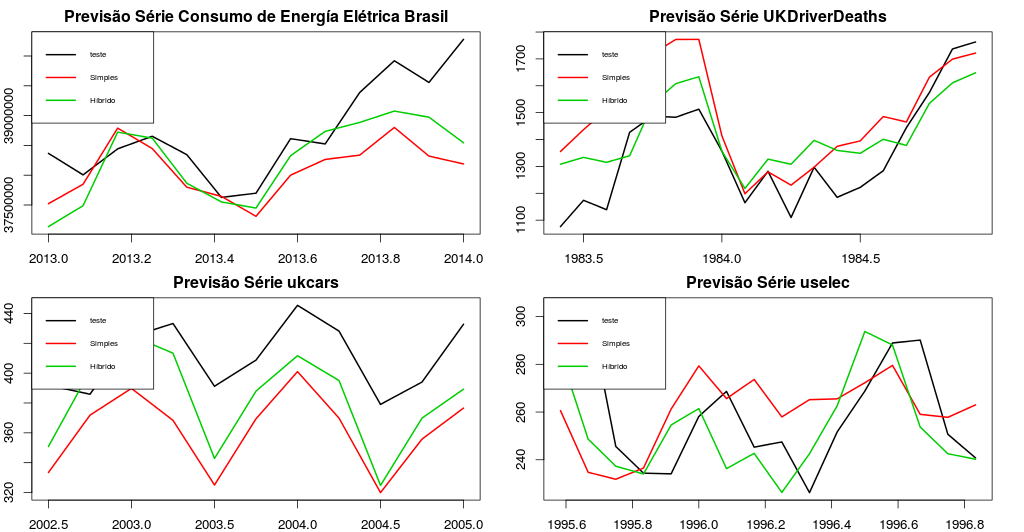 Previsão Série Consumo de Energía Elétrica Brasil
teste
Simples
Híbrido
37500000
39000000
2013.0 2013.2 2013.4 2013.6 2013.8 2014.0
Previsão Série UKDriverDeaths
teste
Simples
Híbrido
1100 1300 1500 1700
1983.5 1984.0 1984.5
Previsão Série ukcars
teste
Simples
Híbrido
320 360 400 440
2002.5 2003.0 2003.5 2004.0 2004.5 2005.0
Previsão Série uselec
teste
Simples
Híbrido
240 260 280 300
1995.6 1995.8 1996.0 1996.2 1996.4 1996.6 1996.8